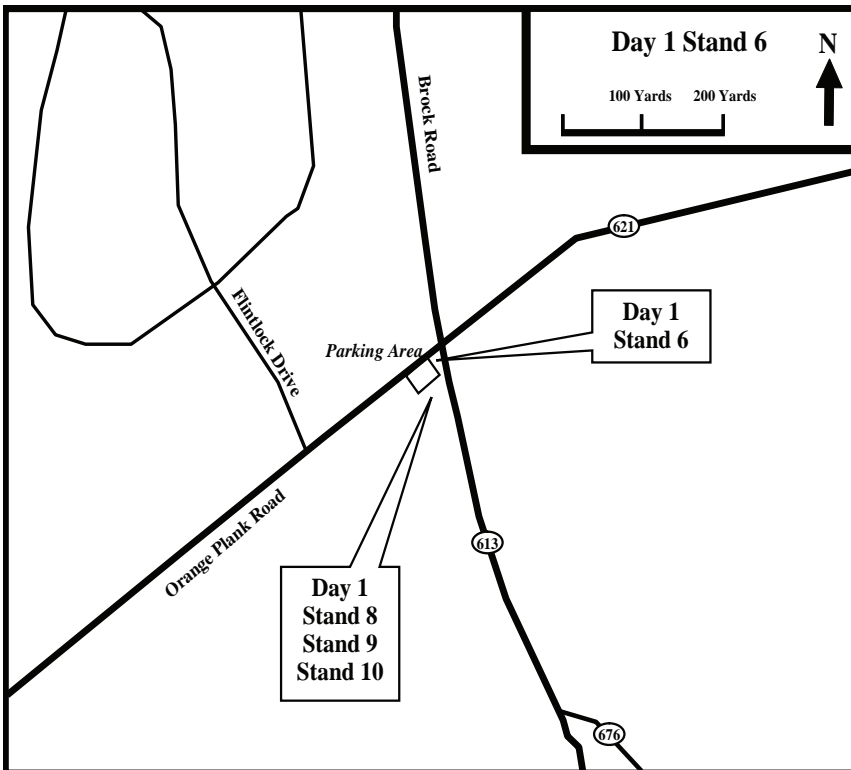 Day 1 Stand 6
N
100 Yards 200 Yards
Brock Road
621
Day 1
Stand 6
Flintlock Drive
Parking Area
Orange Plank Road
613
Day 1
Stand 8
Stand 9
Stand 10
676